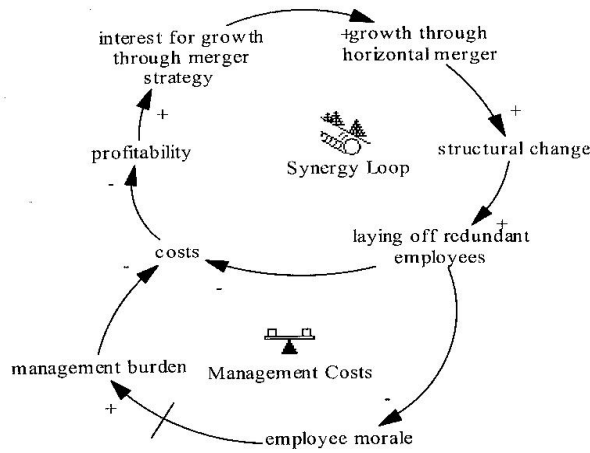 interest for growth
through merger
strategy
+growth through
horizontal merger
+
+
profitability
Synergy Loop
structural change
-
+
laying off redundant
employees
costs
-
-
management burden
Management Costs
+
-
employee morale